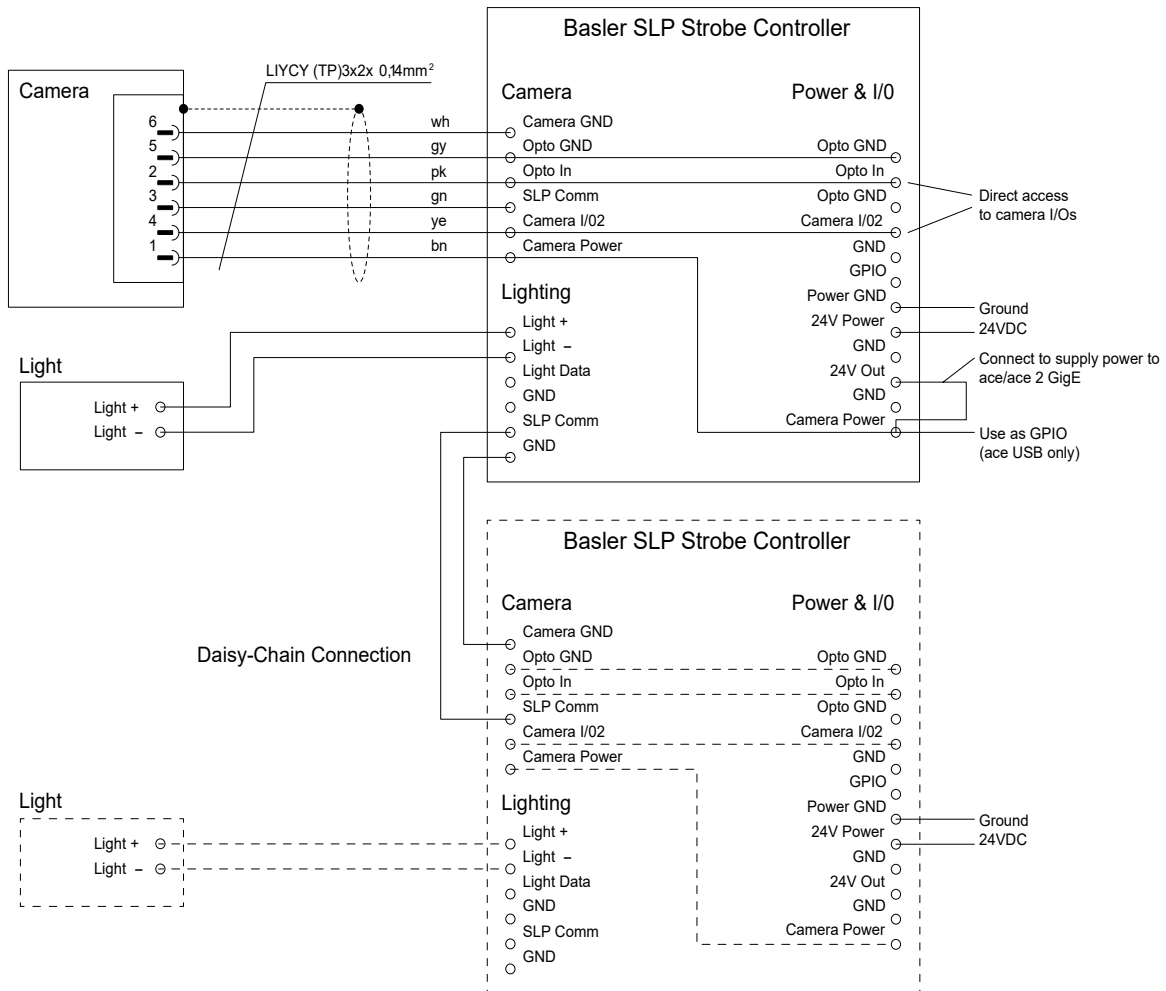 Basler SLP Strobe Controller
LIYCY (TP)3x2x 0,14mm²
Camera
Camera
Power & I/0
6
wh
Camera GND
5
gy
Opto GND
Opto GND
2
pk
Opto In
Opto In
3
gn
SLP Comm
Opto GND
Direct access
to camera I/Os
4
ye
Camera I/02
Camera I/02
1
bn
Camera Power
GND
GPIO
Lighting
Power GND
Ground
Light +
24V Power
24VDC
Light –
GND
Connect to supply power to
ace/ace 2 GigE
Light
Light Data
24V Out
GND
GND
Light +
SLP Comm
Camera Power
Use as GPIO
(ace USB only)
Light –
GND
Basler SLP Strobe Controller
Camera
Power & I/0
Camera GND
Daisy-Chain Connection
Opto GND
Opto GND
Opto In
Opto In
SLP Comm
Opto GND
Camera I/02
Camera I/02
Camera Power
GND
GPIO
Light
Lighting
Power GND
Ground
Light +
Light +
24V Power
24VDC
Light –
Light –
GND
Light Data
24V Out
GND
GND
SLP Comm
Camera Power
GND